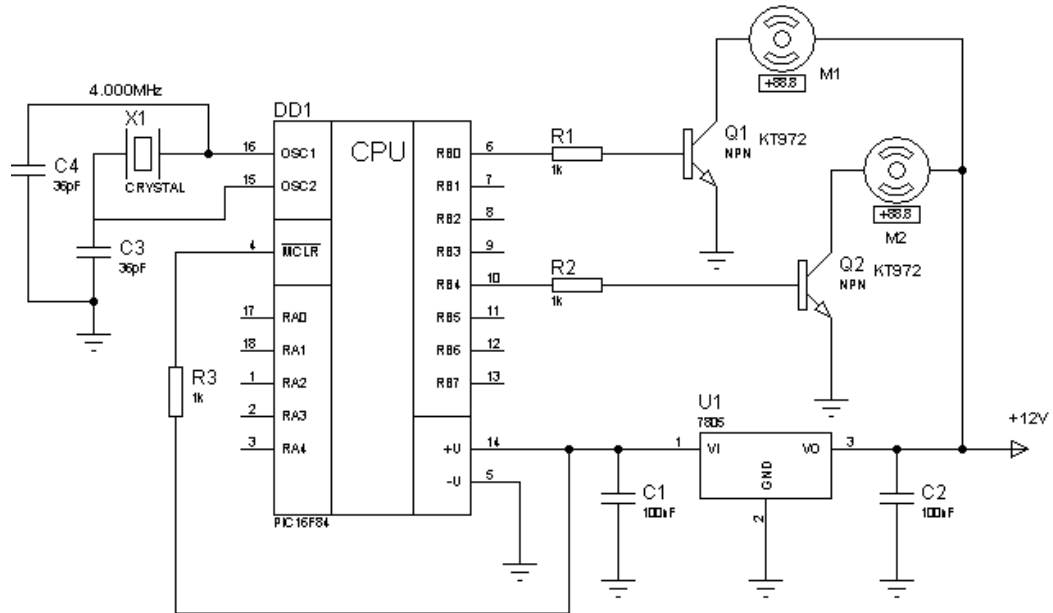 +88.8
M1
4.000MHz
X1
CRYSTAL
C4
36pF
C3
36pF
DD1
CPU
16
OSC1
15
OSC2
4
MCLR
17
RA0
18
RA1
1
RA2
2
RA3
3
RA4
RB0
6
RB1
7
RB2
8
RB3
9
RB4
10
RB5
11
RB6
12
RB7
13
+U
14
-U
5
PIC16F84
R1
1k
Q1
NPN
KT972
+88.8
M2
R2
1k
Q2
NPN
KT972
R3
1k
U1
7805
1
VI
VO
3
GND
2
C1
100nF
C2
100nF
+12V